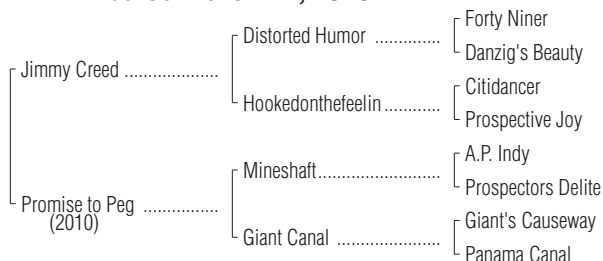 Forty Niner
Distorted Humor ..............
Danzig's Beauty
Jimmy Creed ...................
Citidancer
Hookedonthefeelin............
Prospective Joy
A.P. Indy
Mineshaft.........................
Prospectors Delite
Promise to Peg ...............
(2010)
Giant's Causeway
Giant Canal .....................
Panama Canal